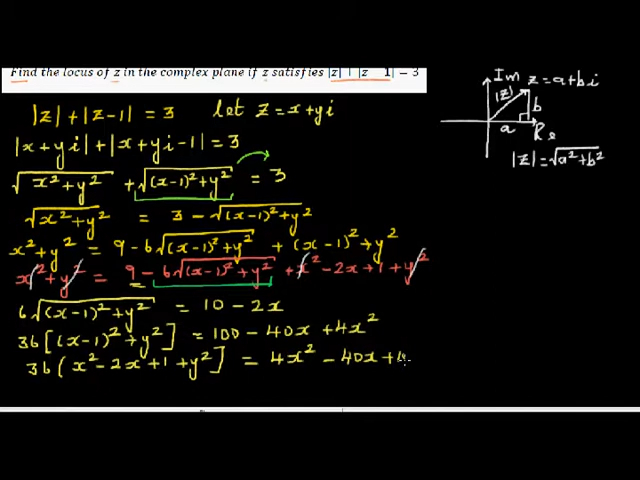 Find the locus of z in the complex plane if z satisfies |z| + |z - 1| = 3
|z|+|z-1| = 3 let z = x+yi
|x+yi|+|x+yi-1| = 3
√x²+y² + √(x-1)²+y² = 3
√x²+y² = 3 - √(x-1)²+y²
x²+y² = 9-6√(x-1)²+y² + (x-1)²+y²
x²+y² = 9-6√(x-1)²+y² +x²-2x+1+y²
6√(x-1)²+y² = 10-2x
36[(x-1)²+y²] = 100-40x+4x²
36(x²-2x+1+y²] = 4x²-40x+
Im z=a+bi
|z|
b
a
Re
|z|=√a²+b²